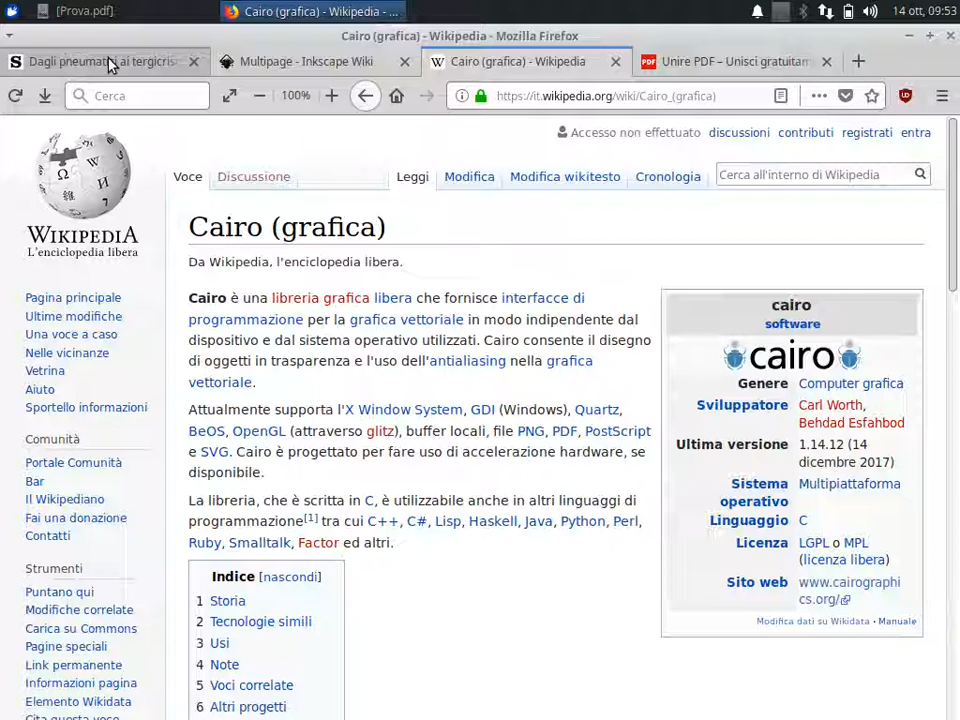 [Prova.pdf]
Cairo (grafica) - Wikipedia - ...
14 ott, 09:53
Cairo (grafica) - Wikipedia - Mozilla Firefox
S Dagli pneumatici ai tergicris
Multipage - Inkscape Wiki
W Cairo (grafica) - Wikipedia
PDF Unire PDF – Unisci gratuitam
Cerca
100%
https://it.wikipedia.org/wiki/Cairo_(grafica)
Accesso non effettuato discussioni contributi registrati entra
WIKIPEDIA
L'enciclopedia libera
Voce Discussione Leggi Modifica Modifica wikitesto Cronologia Cerca all'interno di Wikipedia
Pagina principale
Ultime modifiche
Una voce a caso
Nelle vicinanze
Vetrina
Aiuto
Sportello informazioni
Comunità
Portale Comunità
Bar
Il Wikipediano
Fai una donazione
Contatti
Strumenti
Puntano qui
Modifiche correlate
Carica su Commons
Pagine speciali
Link permanente
Informazioni pagina
Elemento Wikidata
Cita questa voce
Cairo (grafica)
Da Wikipedia, l'enciclopedia libera.
Cairo è una libreria grafica libera che fornisce interfacce di
programmazione per la grafica vettoriale in modo indipendente dal
dispositivo e dal sistema operativo utilizzati. Cairo consente il disegno
di oggetti in trasparenza e l'uso dell'antialiasing nella grafica
vettoriale.
Attualmente supporta l'X Window System, GDI (Windows), Quartz,
BeOS, OpenGL (attraverso glitz), buffer locali, file PNG, PDF, PostScript
e SVG. Cairo è progettato per fare uso di accelerazione hardware, se
disponibile.
La libreria, che è scritta in C, è utilizzabile anche in altri linguaggi di
programmazione[1] tra cui C++, C#, Lisp, Haskell, Java, Python, Perl,
Ruby, Smalltalk, Factor ed altri.
Indice [nascondi]
1 Storia
2 Tecnologie simili
3 Usi
4 Note
5 Voci correlate
6 Altri progetti
cairo
software
cairo
Genere Computer grafica
Sviluppatore Carl Worth,
Behdad Esfahbod
Ultima versione 1.14.12 (14
dicembre 2017)
Sistema Multipiattaforma
operativo
Linguaggio C
Licenza LGPL o MPL
(licenza libera)
Sito web www.cairographi
cs.org/
Modifica dati su Wikidata · Manuale